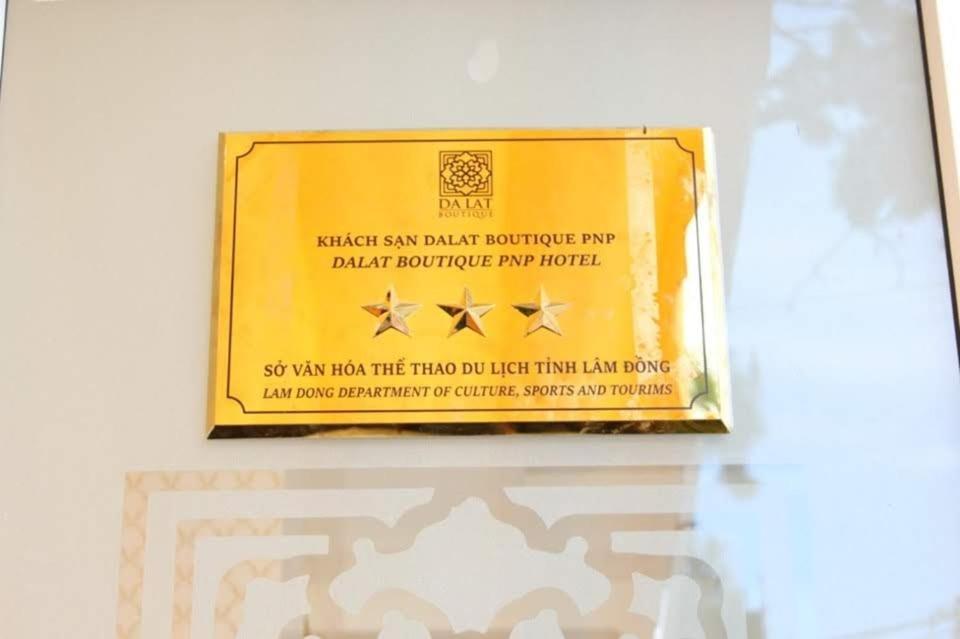 DA LAT
BOUTIQUE
KHÁCH SẠN DALAT BOUTIQUE PNP
DALAT BOUTIQUE PNP HOTEL
SỞ VĂN HÓA THỂ THAO DU LỊCH TỈNH LÂM ĐỒNG
LAM DONG DEPARTMENT OF CULTURE, SPORTS AND TOURIMS